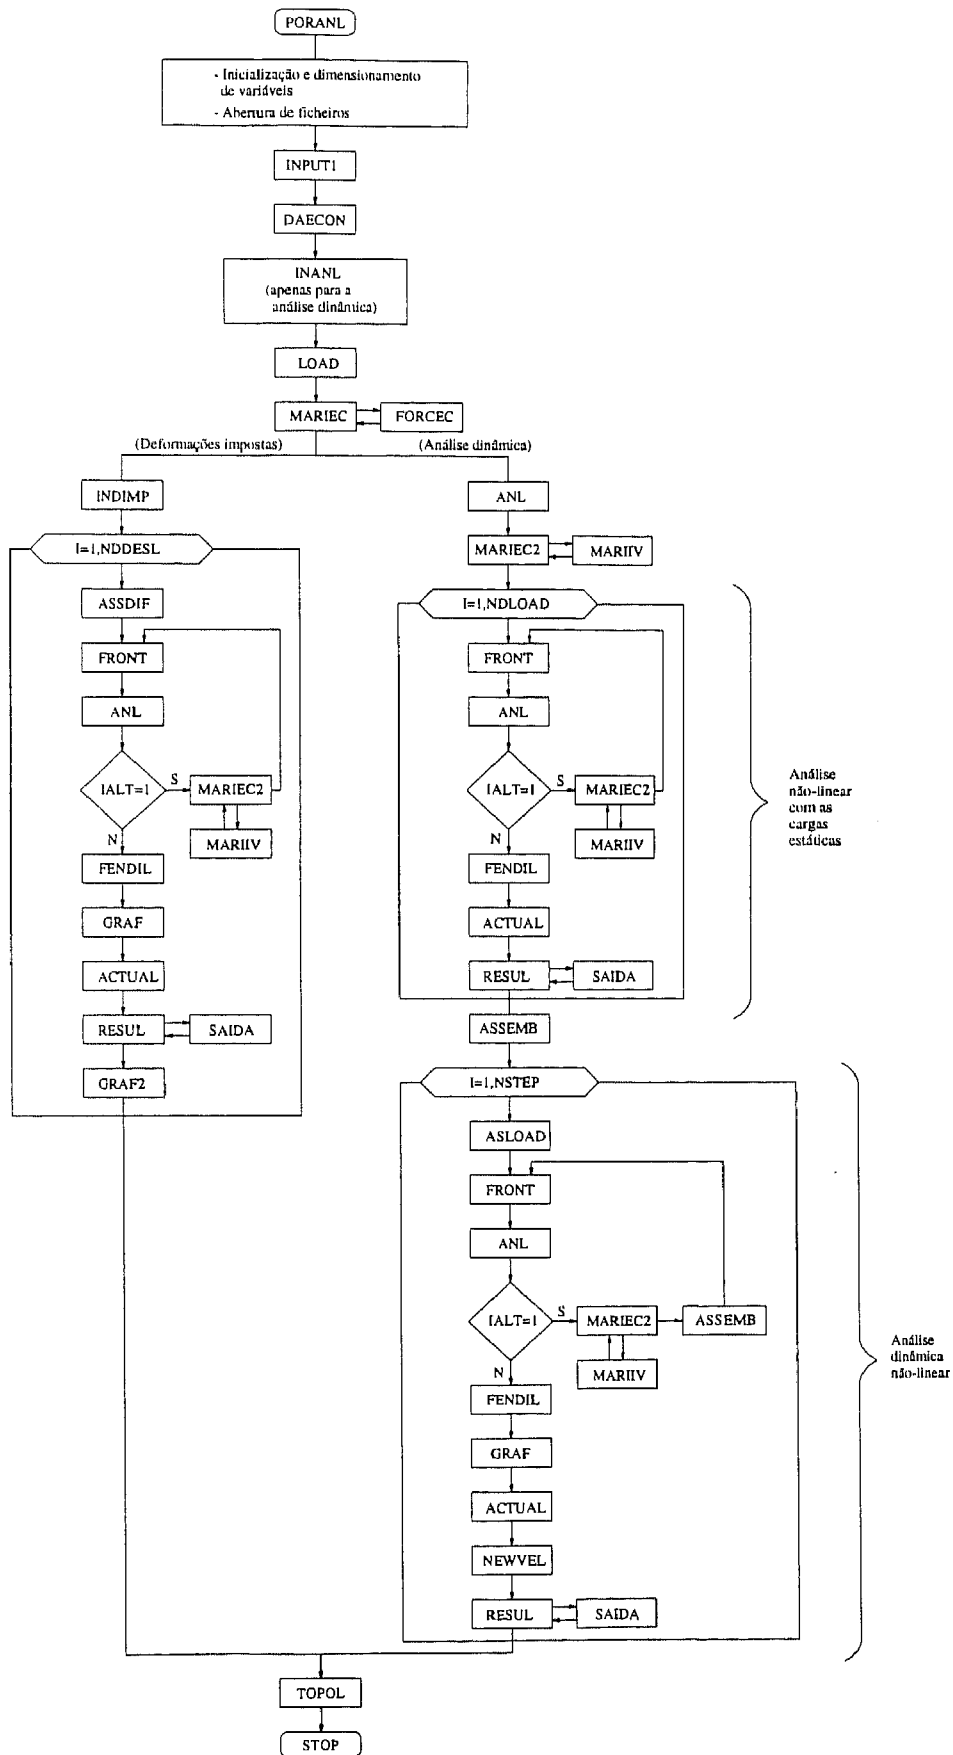 PORANL
- Inicialização e dimensionamento
de variáveis
- Abertura de ficheiros
INPUT1
DAECON
INANL
(apenas para a
análise dinâmica)
LOAD
MARIEC
FORCEC
(Deformações impostas)
(Análise dinâmica)
INDIMP
I=1,NDDESL
ASSDIF
FRONT
ANL
IALT=1
S
MARIEC2
MARIIV
N
FENDIL
GRAF
ACTUAL
RESUL
SAIDA
GRAF2
ANL
MARIEC2
MARIIV
I=1,NDLOAD
FRONT
ANL
IALT=1
S
MARIEC2
MARIIV
N
FENDIL
ACTUAL
RESUL
SAIDA
Análise
não-linear
com as
cargas
estáticas
ASSEMB
I=1,NSTEP
ASLOAD
FRONT
ANL
IALT=1
S
MARIEC2
ASSEMB
MARIIV
N
FENDIL
GRAF
ACTUAL
NEWVEL
RESUL
SAIDA
Análise
dinâmica
não-linear
TOPOL
STOP